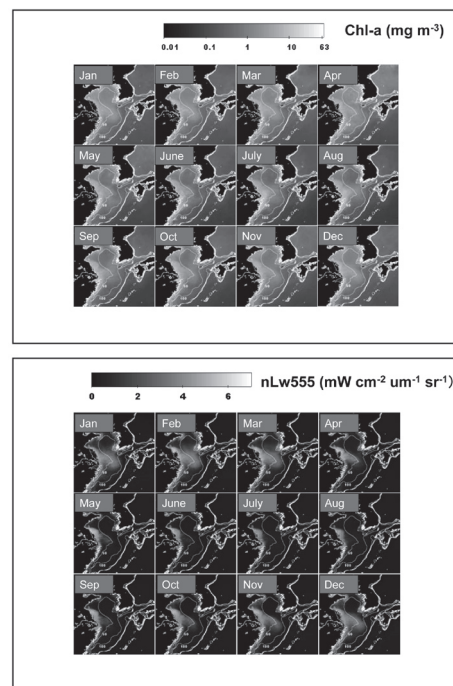 Chl-a (mg m-3)
0.01 0.1 1 10 63
Jan Feb Mar Apr
May June July Aug
Sep Oct Nov Dec
nLw555 (mW cm-2 um-1 sr-1)
0 2 4 6
Jan Feb Mar Apr
May June July Aug
Sep Oct Nov Dec